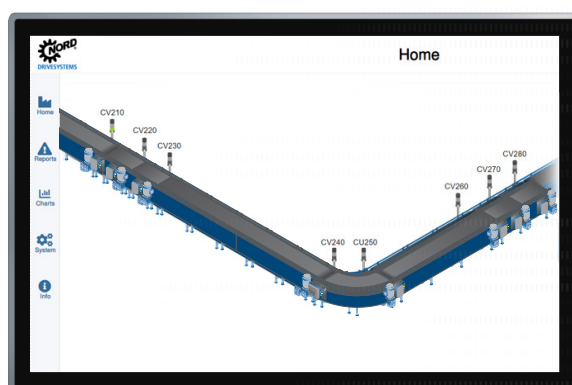 NORD
DRIVESYSTEMS
Home
Home
Reports
Charts
System
Info
CV210
CV220
CV230
CV240
CU250
CV260
CV270
CV280